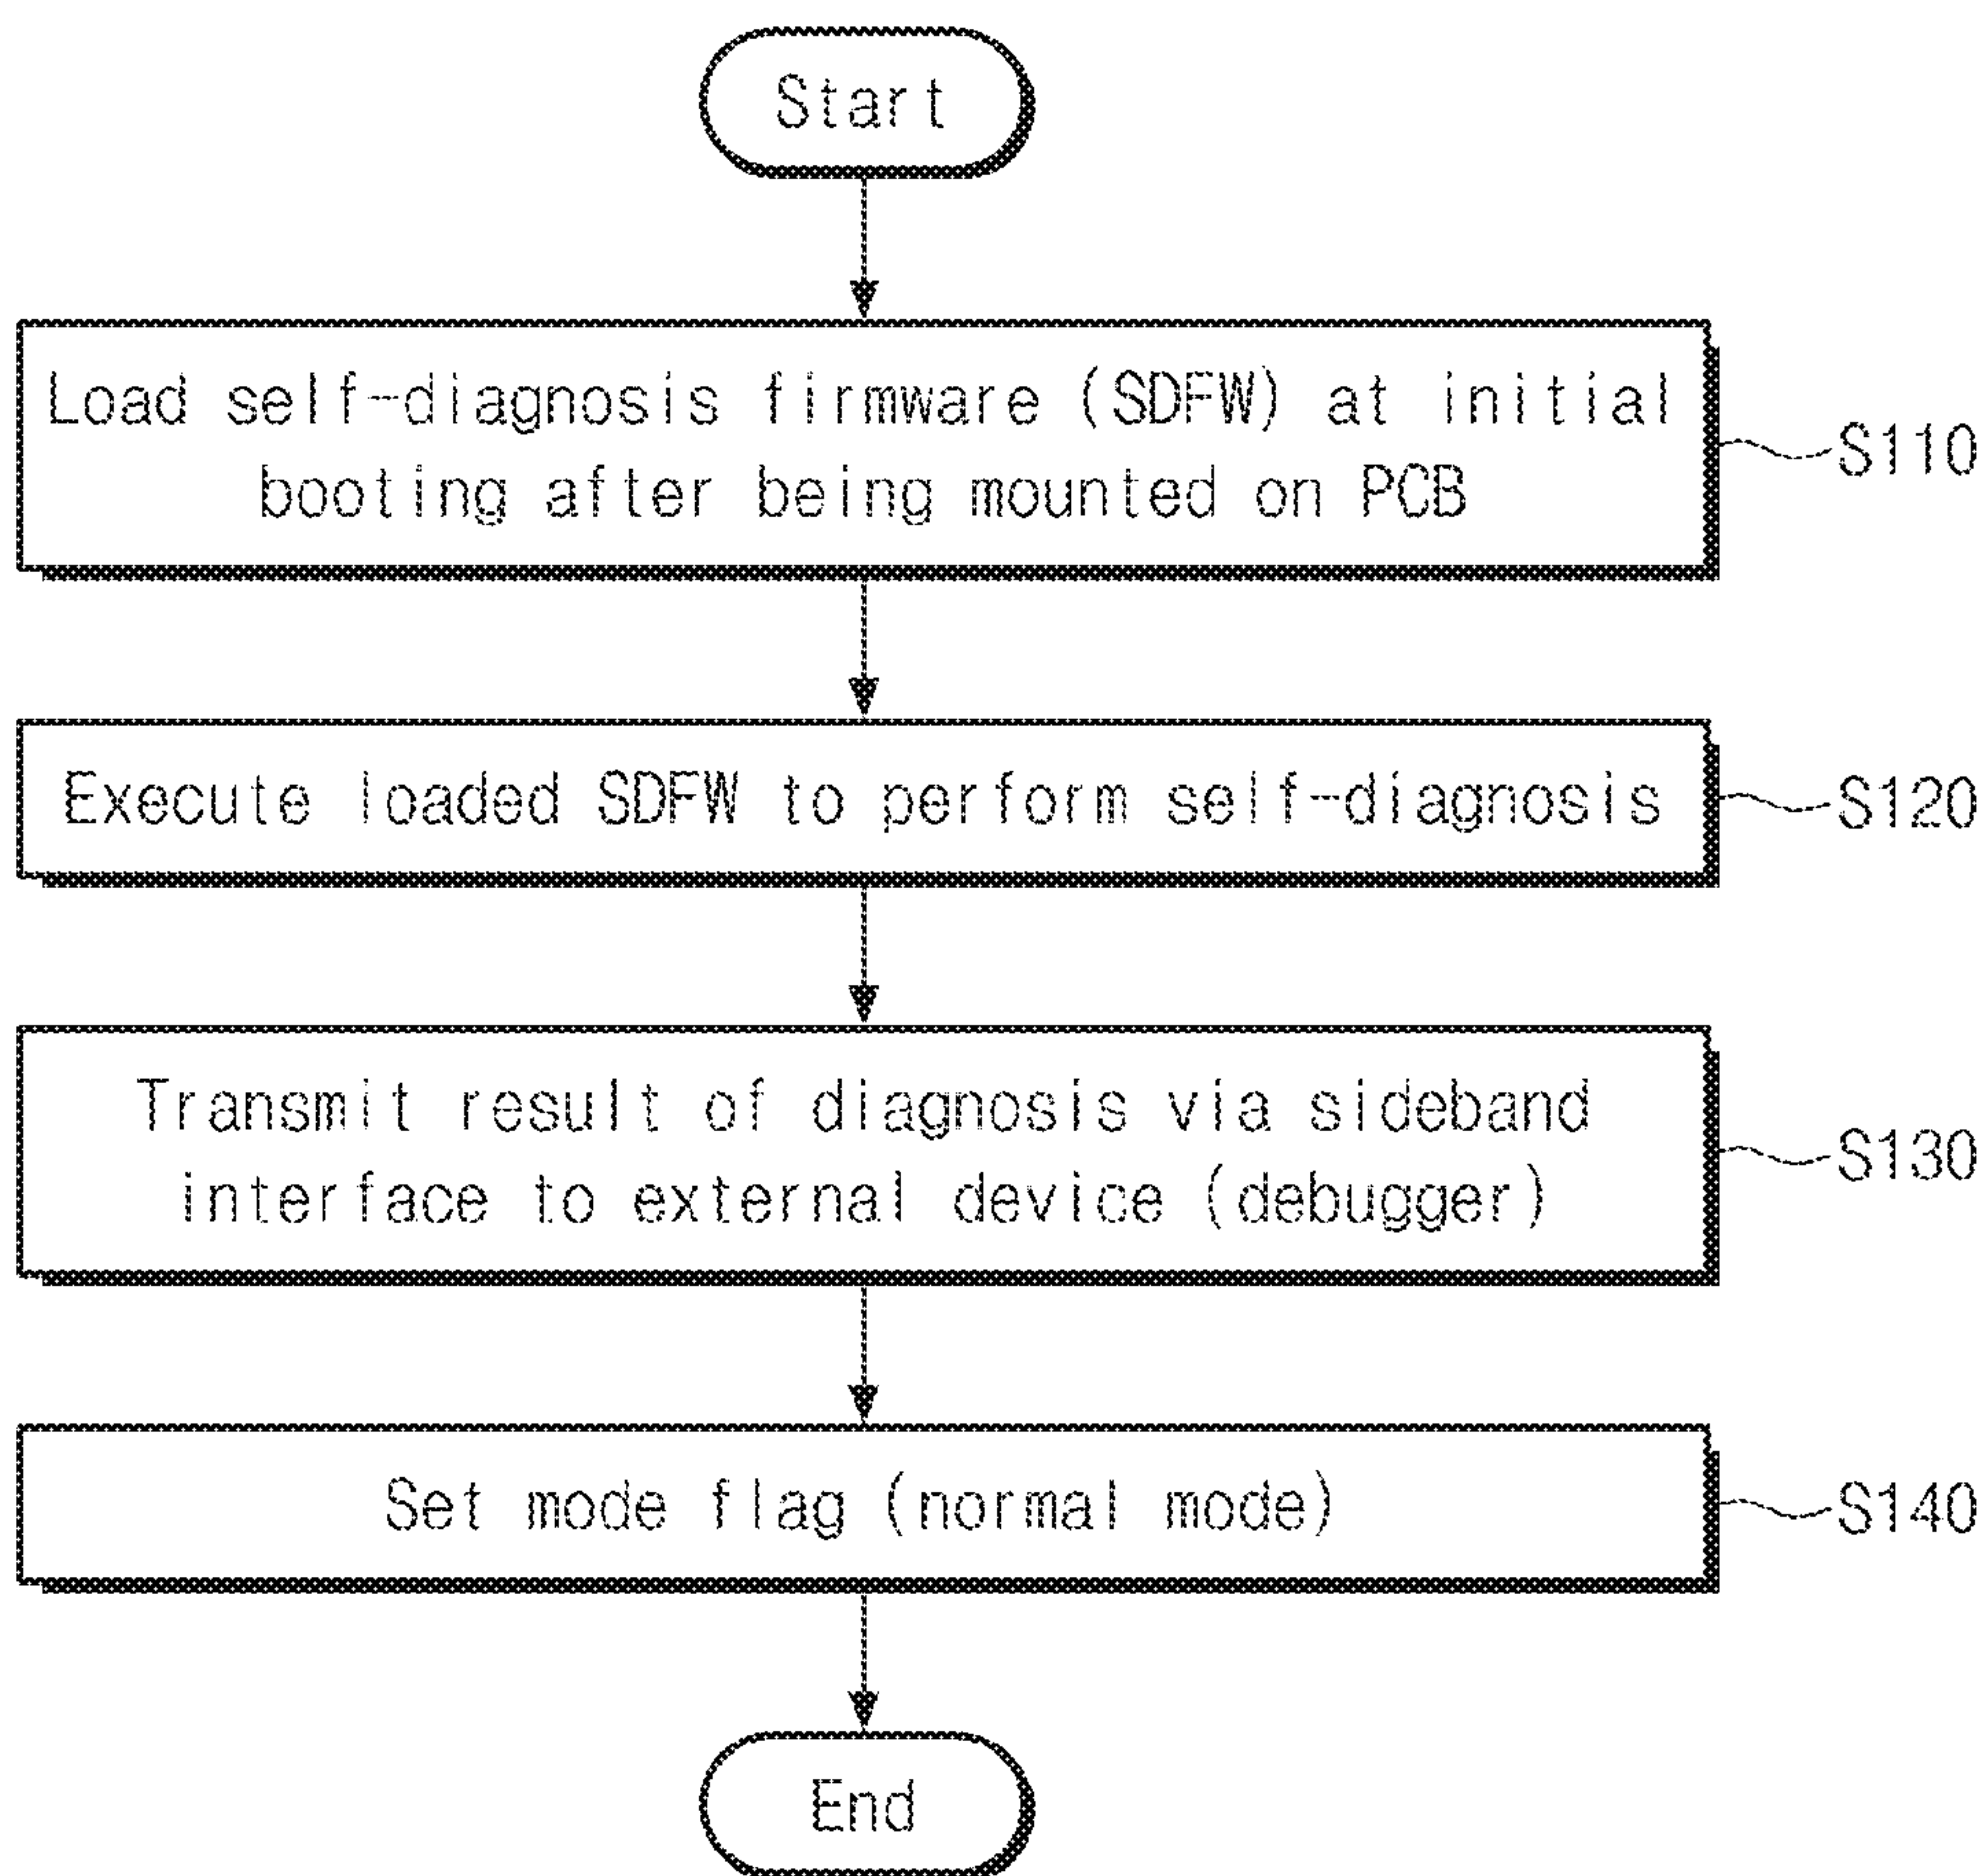 Start
Load self-diagnosis firmware (SDFW) at initial
booting after being mounted on PCB
S110
Execute loaded SDFW to perform self-diagnosis
S120
Transmit result of diagnosis via sideband
interface to external device (debugger)
S130
Set mode flag (normal mode)
S140
End